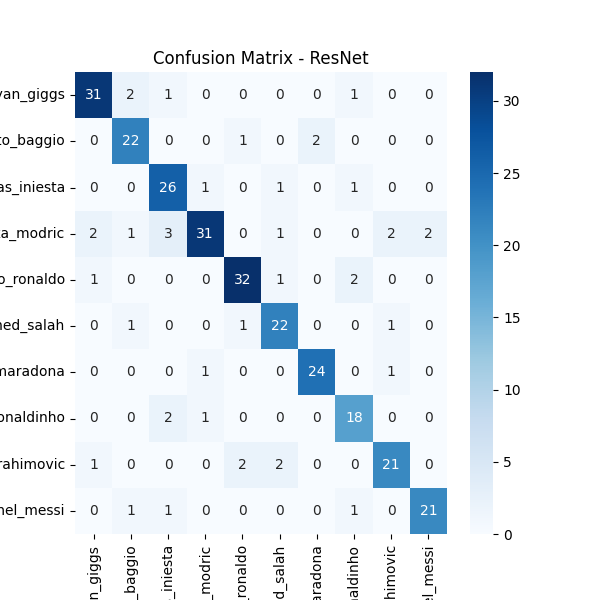 Confusion Matrix - ResNet
yan_giggs 31 2 1 0 0 0 0 1 0 0
to_baggio 0 22 0 0 1 0 2 0 0 0
as_iniesta 0 0 26 1 0 1 0 1 0 0
a_modric 2 1 3 31 0 1 0 0 2 2
o_ronaldo 1 0 0 0 32 1 0 2 0 0
ned_salah 0 1 0 0 1 22 0 0 1 0
maradona 0 0 0 1 0 0 24 0 1 0
onaldinho 0 0 2 1 0 0 0 18 0 0
rahimovic 1 0 0 0 2 2 0 0 21 0
nel_messi 0 1 1 0 0 0 0 1 0 21
n_giggs _baggio _iniesta _modric _ronaldo d_salah aradona naldinho himovic el_messi
30
25
20
15
10
5
0